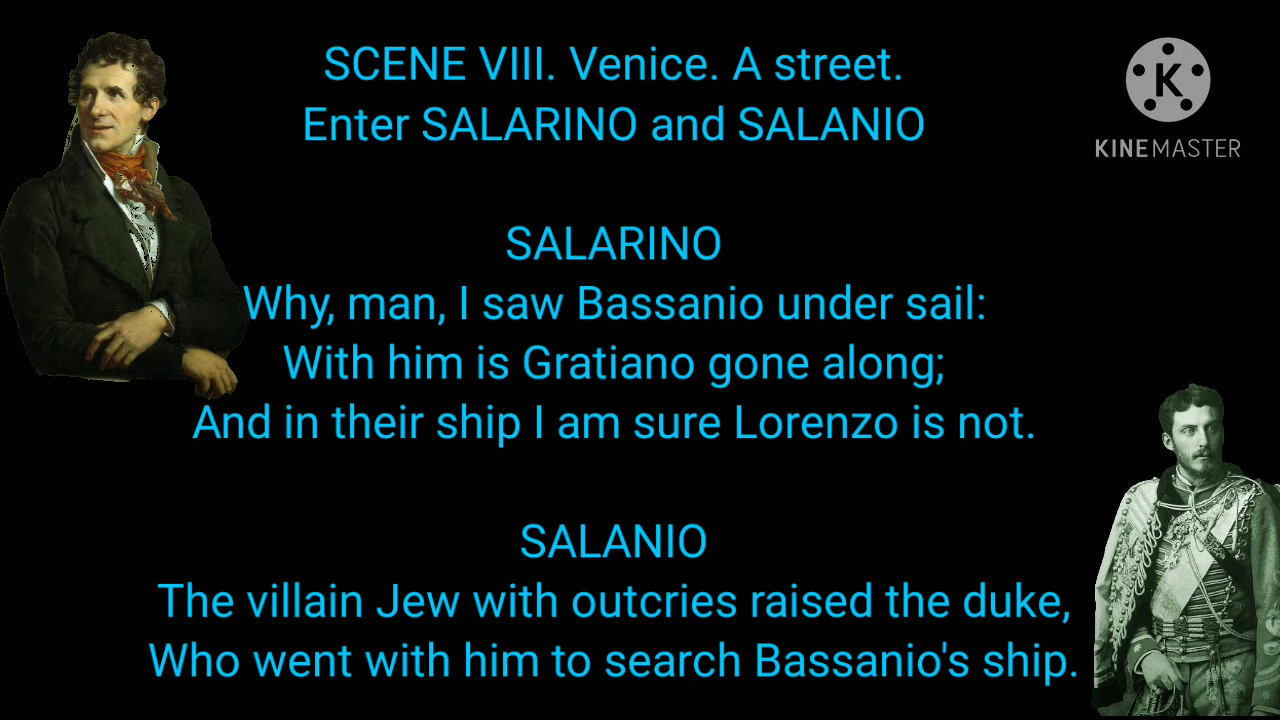 SCENE VIII. Venice. A street.
Enter SALARINO and SALANIO
K
KINEMASTER
SALARINO
Why, man, I saw Bassanio under sail:
With him is Gratiano gone along;
And in their ship I am sure Lorenzo is not.
SALANIO
The villain Jew with outcries raised the duke,
Who went with him to search Bassanio's ship.